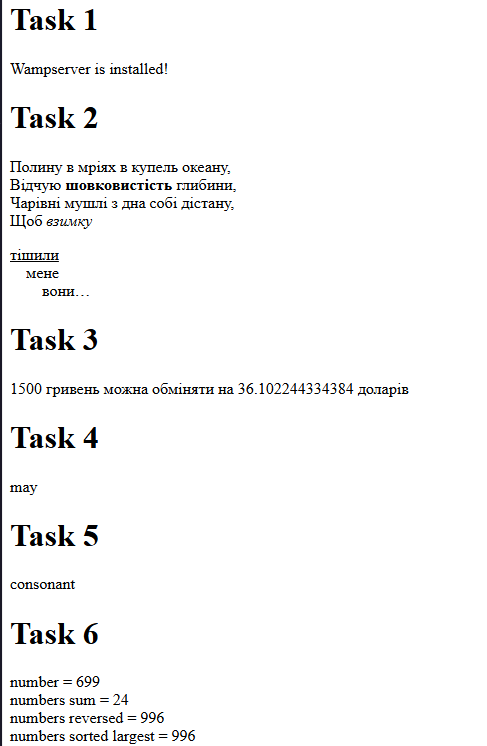 Task 1
Wampserver is installed!
Task 2
Полину в мріях в купель океану,
Відчую шовковистість глибини,
Чарівні мушлі з дна собі дістану,
Щоб взимку
тішили
мене
вони…
Task 3
1500 гривень можна обміняти на 36.102244334384 доларів
Task 4
may
Task 5
consonant
Task 6
number = 699
numbers sum = 24
numbers reversed = 996
numbers sorted largest = 996